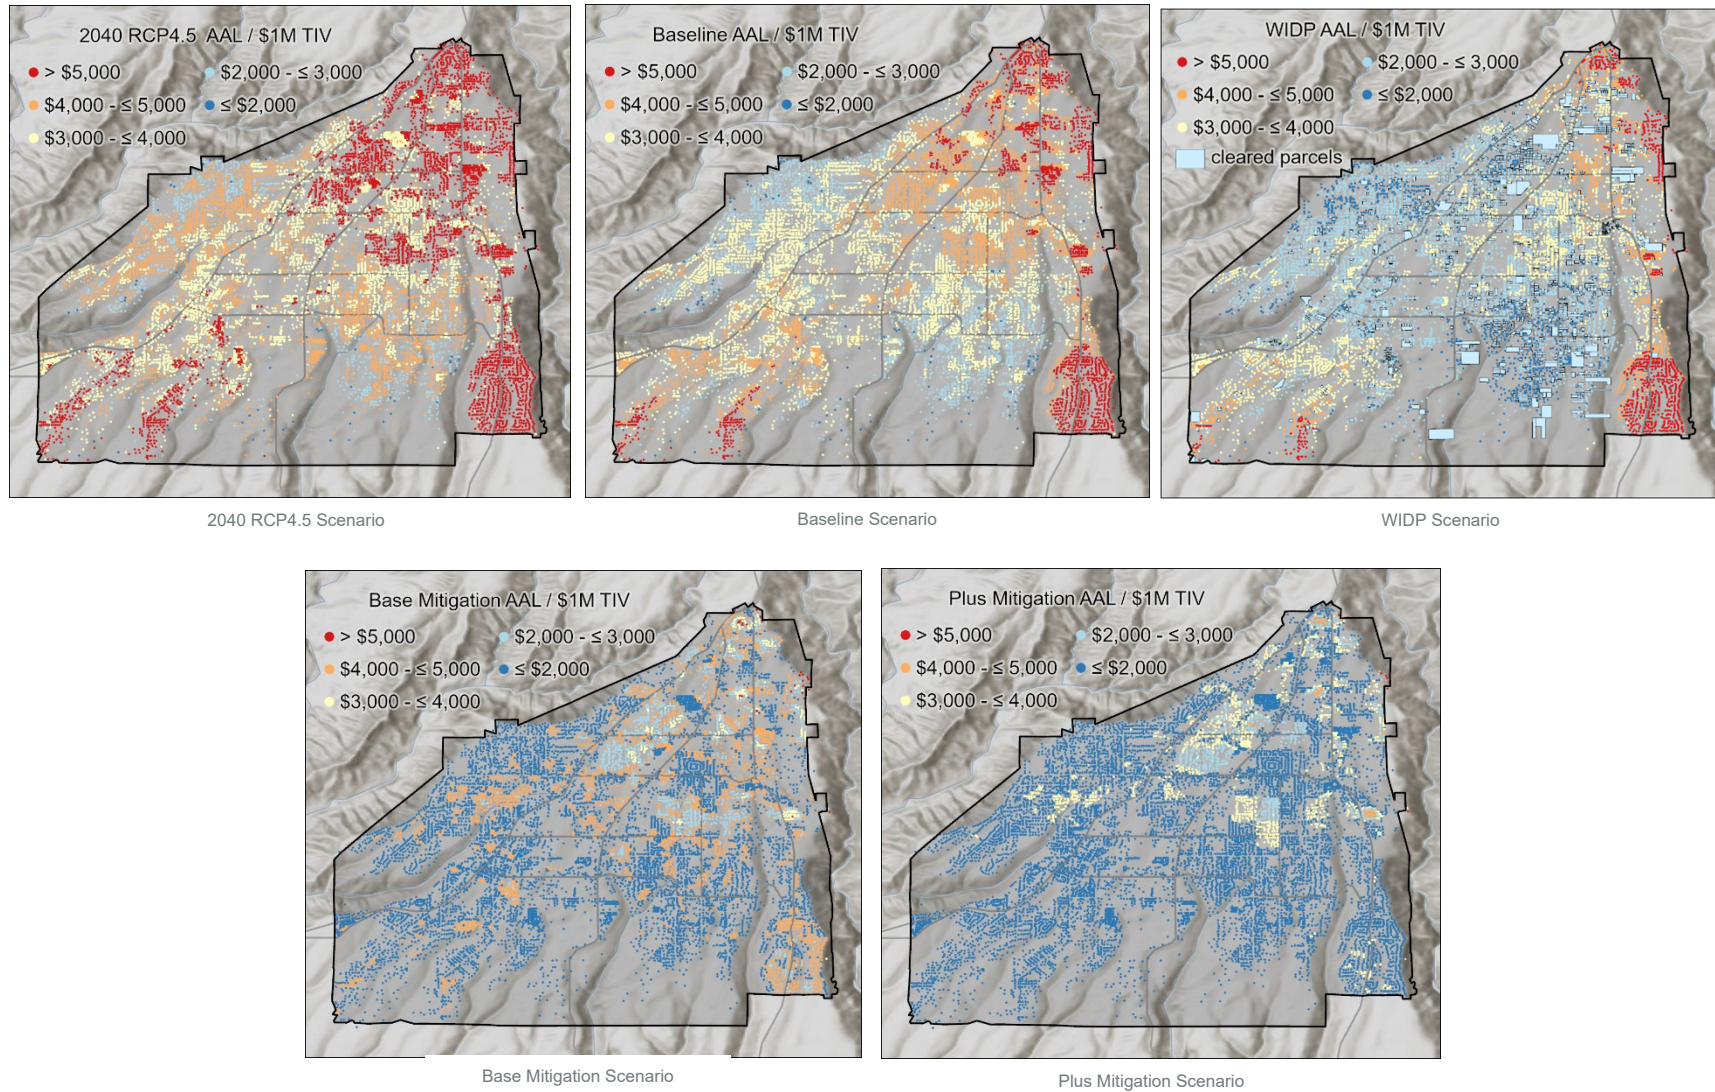 2040 RCP4.5 AAL / $1M TIV
> $5,000
$2,000 - ≤ 3,000
$4,000 - ≤ 5,000
≤ $2,000
$3,000 - ≤ 4,000
2040 RCP4.5 Scenario
Baseline AAL / $1M TIV
> $5,000
$2,000 - ≤ 3,000
$4,000 - ≤ 5,000
≤ $2,000
$3,000 - ≤ 4,000
Baseline Scenario
WIDP AAL / $1M TIV
> $5,000
$2,000 - ≤ 3,000
$4,000 - ≤ 5,000
≤ $2,000
$3,000 - ≤ 4,000
cleared parcels
WIDP Scenario
Base Mitigation AAL / $1M TIV
> $5,000
$2,000 - ≤ 3,000
$4,000 - ≤ 5,000
≤ $2,000
$3,000 - ≤ 4,000
Base Mitigation Scenario
Plus Mitigation AAL / $1M TIV
> $5,000
$2,000 - ≤ 3,000
$4,000 - ≤ 5,000
≤ $2,000
$3,000 - ≤ 4,000
Plus Mitigation Scenario